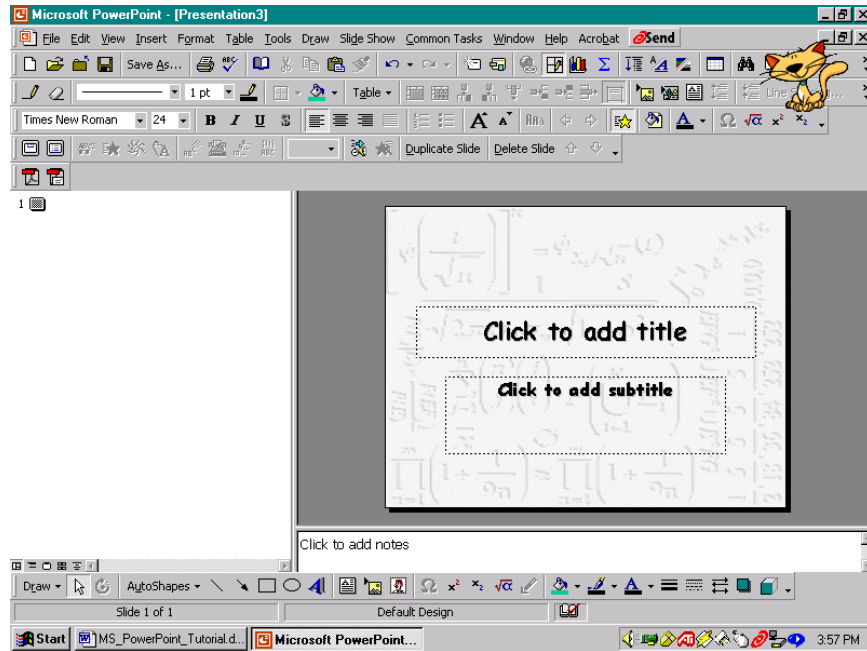 Microsoft PowerPoint - [Presentation3]
File Edit View Insert Format Table Tools Draw Slide Show Common Tasks Window Help Acrobat Send
Save As... ABC
1 pt Table Line
Times New Roman 24 B I U S A A
Duplicate Slide Delete Slide
1
Click to add title
Click to add subtitle
Click to add notes
Draw AutoShapes
Slide 1 of 1 Default Design
Start MS_PowerPoint_Tutorial.d... Microsoft PowerPoint... 3:57 PM